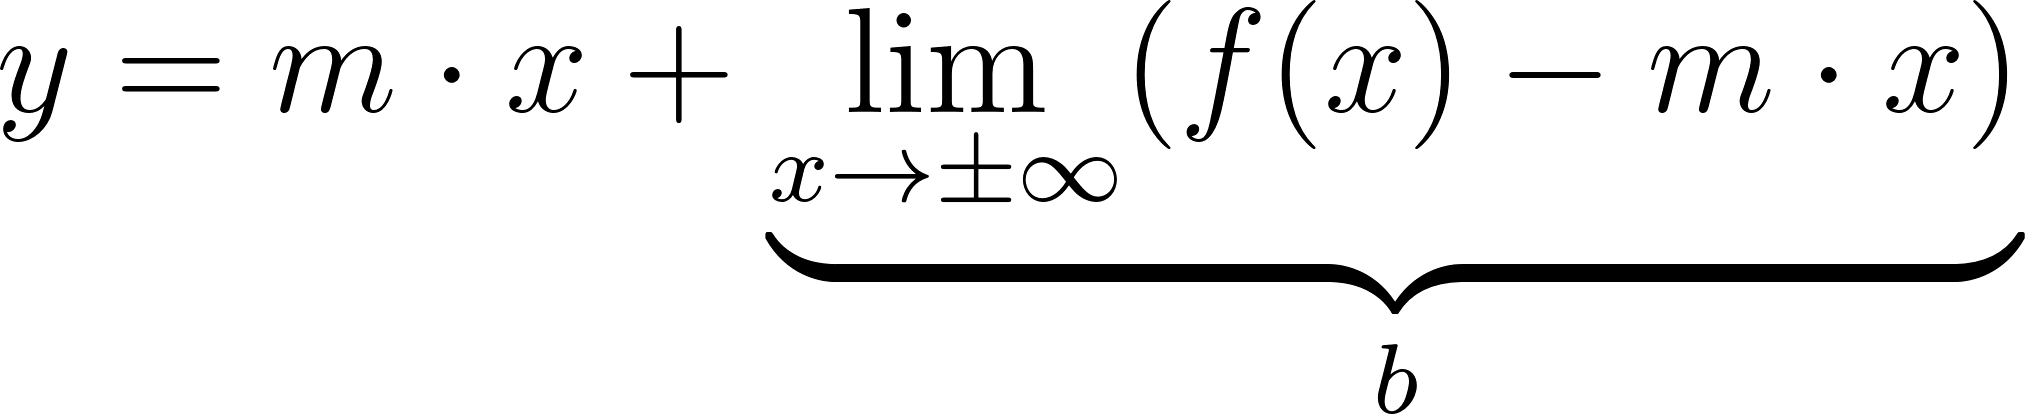 y = m · x + lim (f(x) − m · x)
x→±∞
b